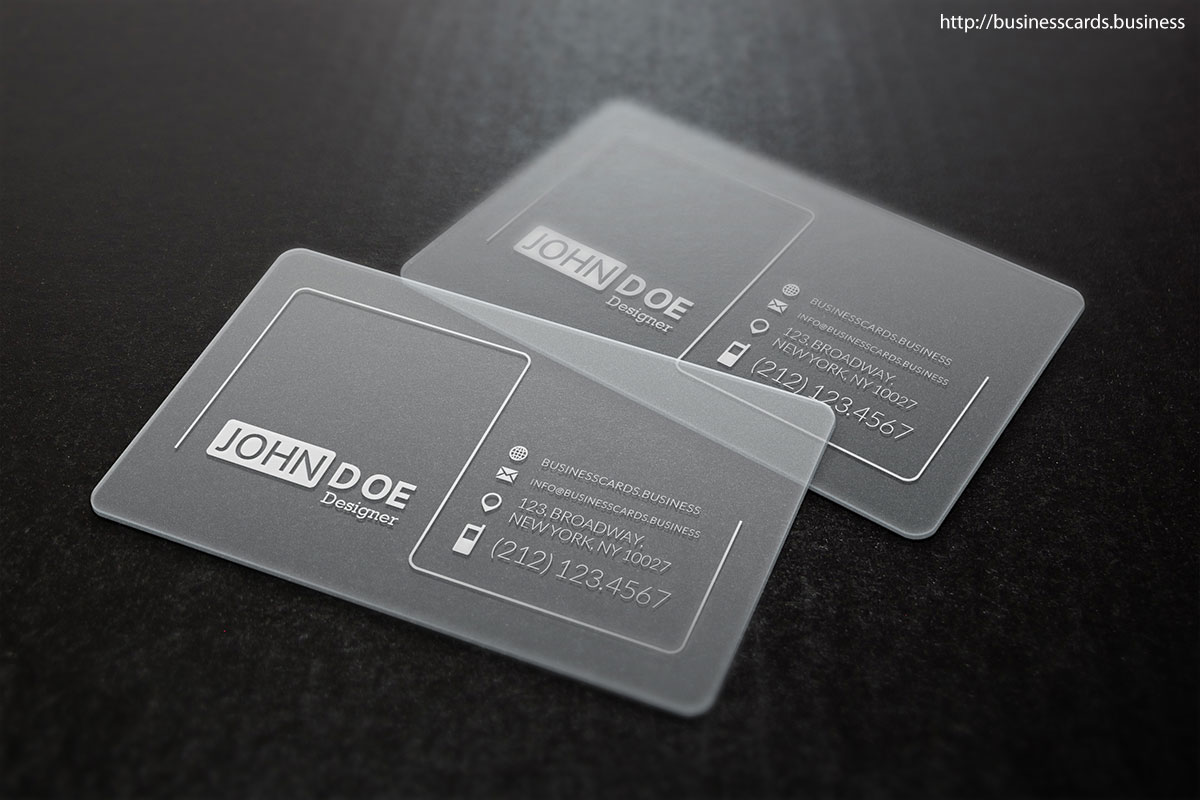 http://businesscards.business
JOHN DOE
Designer
BUSINESSCARDS.BUSINESS
INFO@BUSINESSCARDS.BUSINESS
123, BROADWAY,
NEW YORK, NY 10027
(212) 123.4567
JOHN DOE
Designer
BUSINESSCARDS.BUSINESS
INFO@BUSINESSCARDS.BUSINESS
123, BROADWAY,
NEW YORK, NY 10027
(212) 123.4567